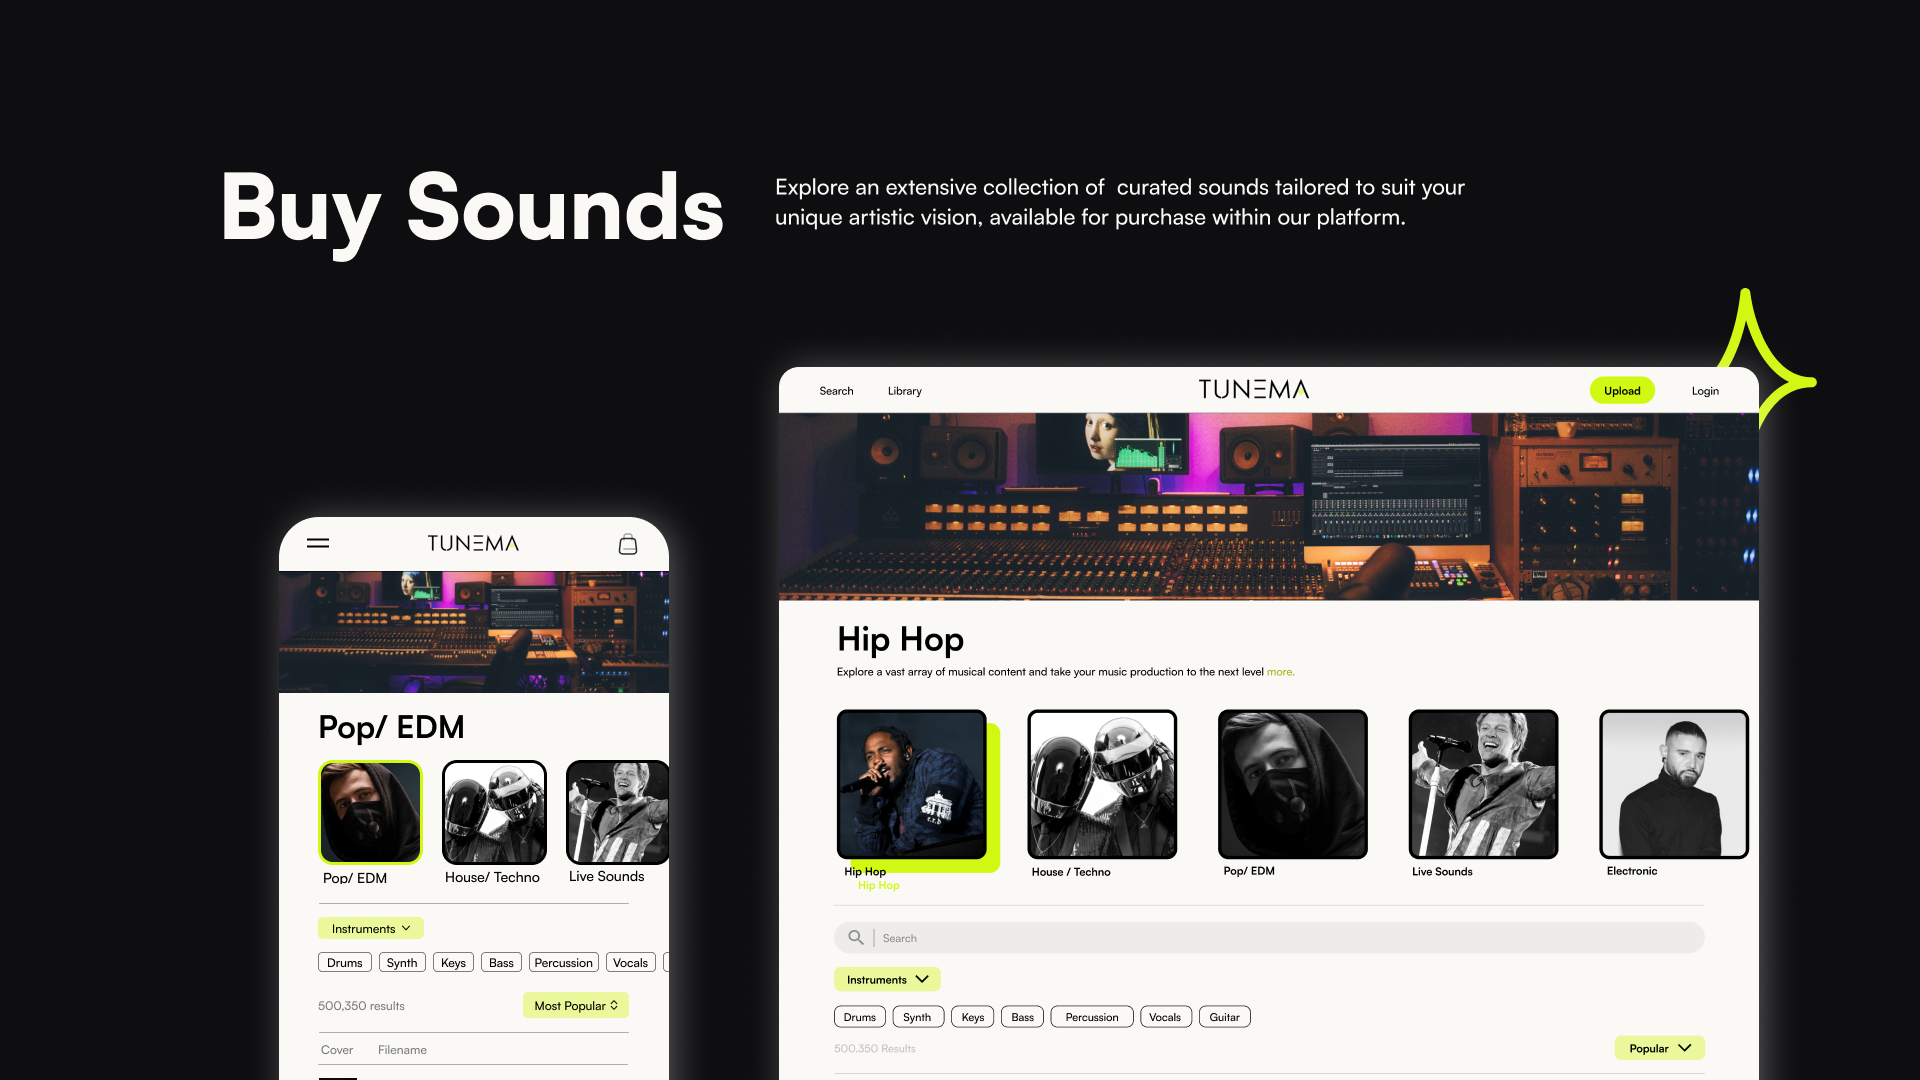 Buy Sounds
Explore an extensive collection of  curated sounds tailored to suit your
unique artistic vision, available for purchase within our platform.
TUNEMA
Pop/ EDM
Pop/ EDM
House/ Techno
Live Sounds
Instruments
Drums
Synth
Keys
Bass
Percussion
Vocals
500,350 results
Most Popular
Cover
Filename
Search
Library
TUNEMA
Upload
Login
Hip Hop
Explore a vast array of musical content and take your music production to the next level more.
c.r.b
Hip Hop
Hip Hop
House / Techno
Pop/ EDM
Live Sounds
Electronic
Search
Instruments
Drums
Synth
Keys
Bass
Percussion
Vocals
Guitar
500,350 Results
Popular